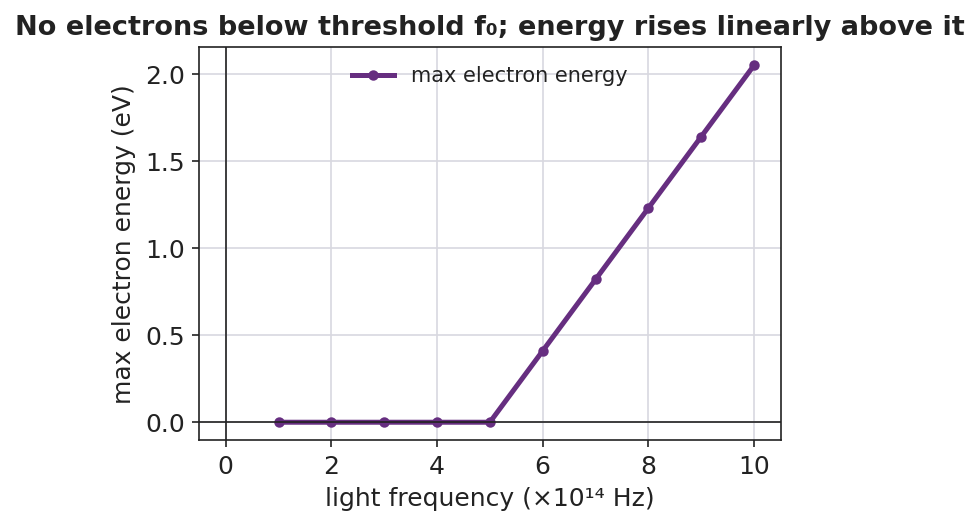 No electrons below threshold f₀; energy rises linearly above it
max electron energy
max electron energy (eV)
2.0
1.5
1.0
0.5
0.0
0 2 4 6 8 10
light frequency (×10¹⁴ Hz)